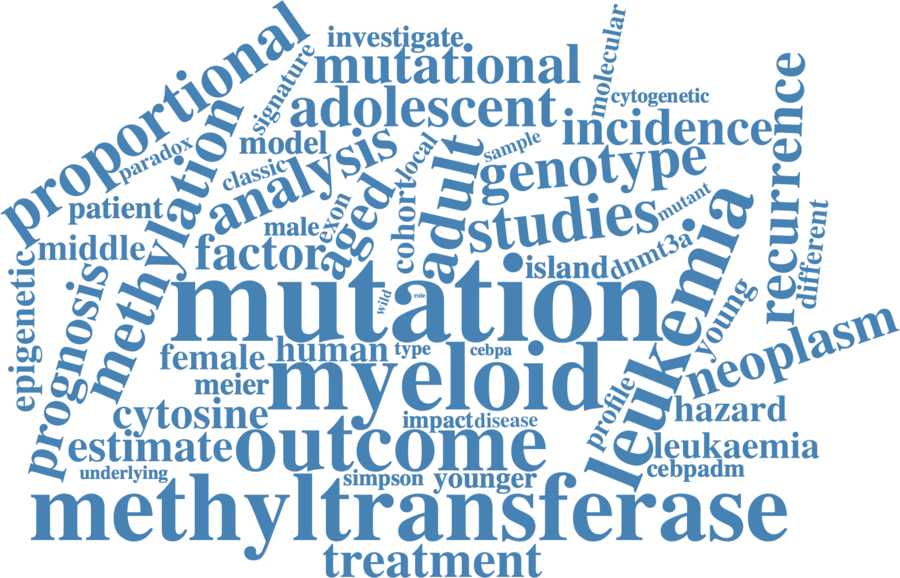 investigate
proportional
signature
mutational
molecular
cytogenetic
adolescent
recurrence
incidence
model
paradox
methylation
classic
analysis
local
sample
genotype
adult
patient
male
exon
aged
cohort
studies
mutant
leukemia
different
middle
factor
epigenetic
prognosis
island
dnmt3a
mutation
wild
role
young
neoplasm
female
human
type
cebpa
meier
myeloid
profile
hazard
cytosine
impact
disease
estimate
outcome
leukaemia
underlying
simpson
younger
cebpadm
methyltransferase
treatment